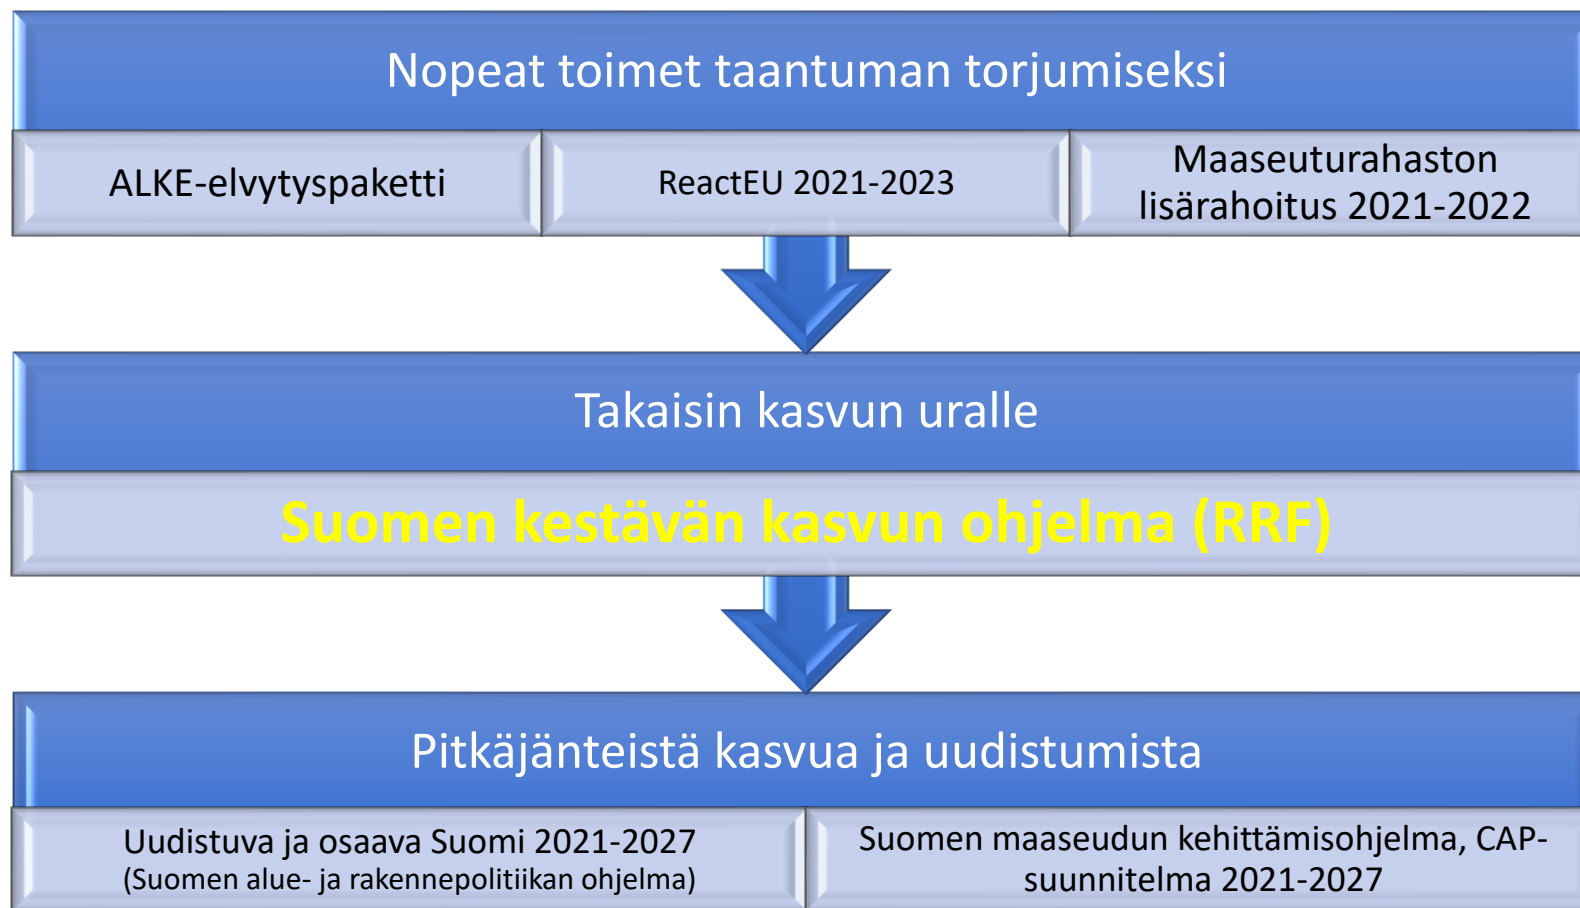 Nopeat toimet taantuman torjumiseksi
ALKE-elvytyspaketti
ReactEU 2021-2023
Maaseuturahaston
lisärahoitus 2021-2022
Takaisin kasvun uralle
Suomen kestävän kasvun ohjelma (RRF)
Pitkäjänteistä kasvua ja uudistumista
Uudistuva ja osaava Suomi 2021-2027
(Suomen alue- ja rakennepolitiikan ohjelma)
Suomen maaseudun kehittämisohjelma, CAP-
suunnitelma 2021-2027